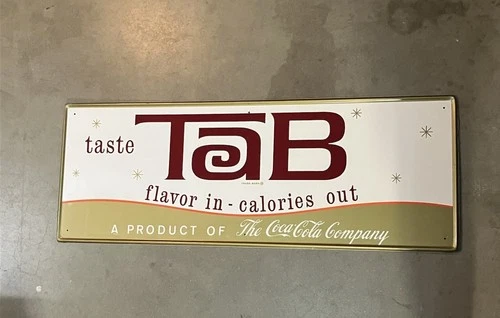 taste TaB
flavor in - calories out
A PRODUCT OF The Coca-Cola Company